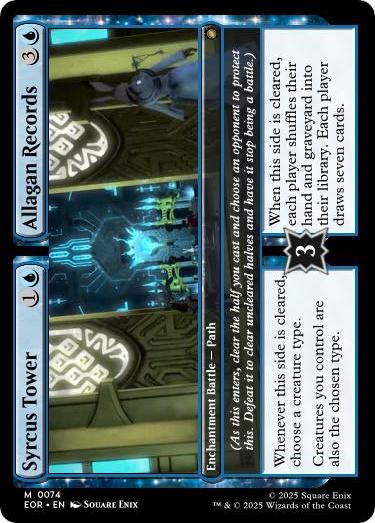 Syrcus Tower 1
Allagan Records 3
Enchantment Battle — Path
(As this enters, clear the half you cast and choose an opponent to protect
this. Defeat it to clear uncleared halves and have it stop being a battle.)
Whenever this side is cleared,
choose a creature type.
Creatures you control are
also the chosen type.
3
When this side is cleared,
each player shuffles their
hand and graveyard into
their library. Each player
draws seven cards.
M 0074
EOR • EN SQUARE ENIX
© 2025 Square Enix
™ & © 2025 Wizards of the Coast